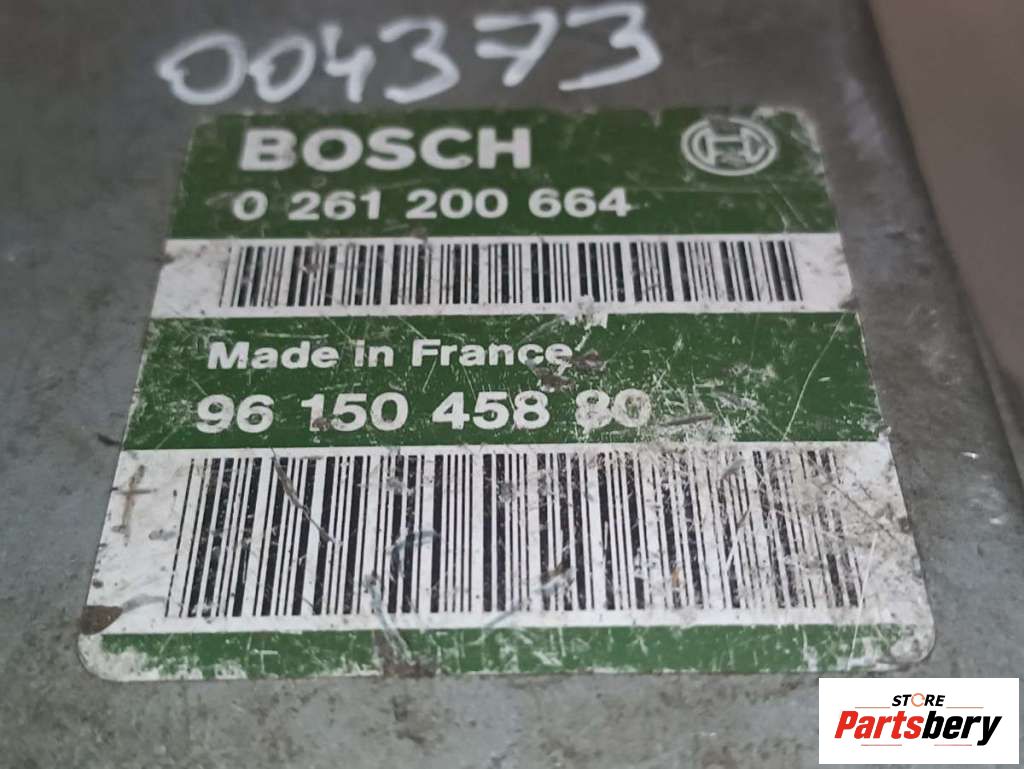 004373
BOSCH
0 261 200 664
Made in France
96 150 458 80
STORE
Partsbery